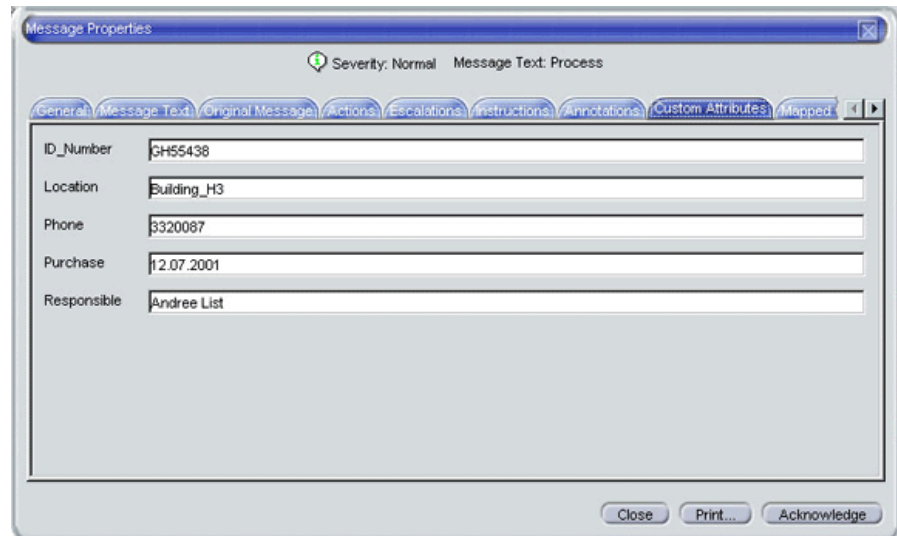 Message Properties
Severity: Normal Message Text: Process
General Message Text Original Message Actions Escalations Instructions Annotations Custom Attributes Mapped
ID_Number GH55438
Location Building_H3
Phone 3320087
Purchase 12.07.2001
Responsible Andree List
Close Print... Acknowledge